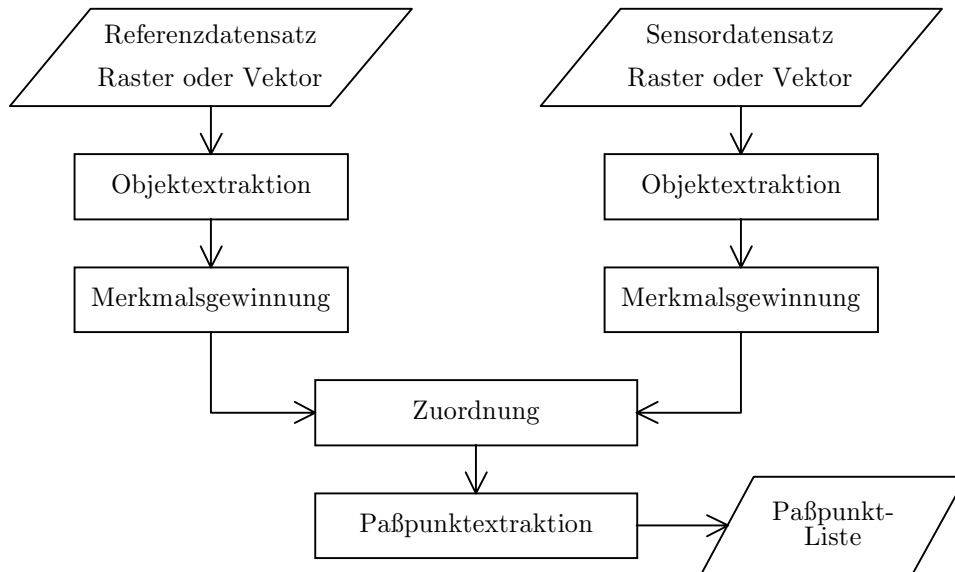 Referenzdatensatz
Raster oder Vektor
Sensordatensatz
Raster oder Vektor
Objektextraktion
Objektextraktion
Merkmalsgewinnung
Merkmalsgewinnung
Zuordnung
Paßpunktextraktion
Paßpunkt-
Liste